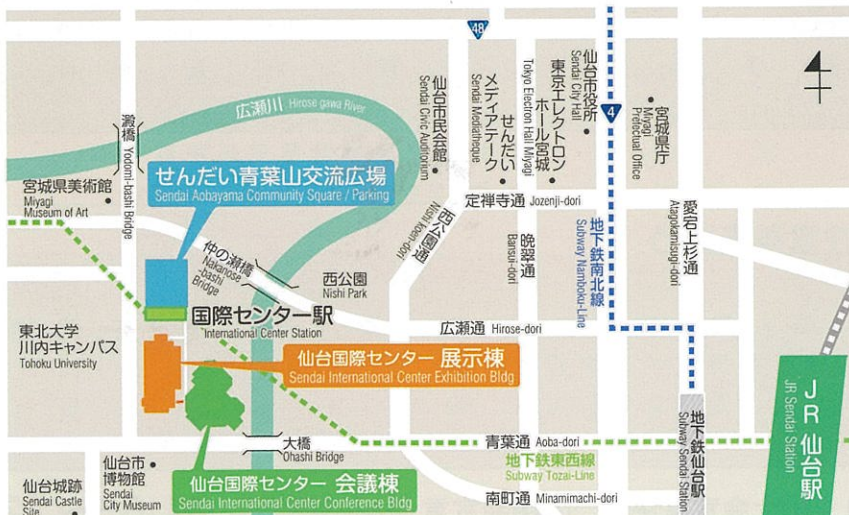 48
広瀬川 Hirose gawa River
澱橋 Yodomi-bashi Bridge
仙台市民会館
Sendai Civic Auditorium
せんだい
メディアテーク
Sendai Mediatheque
東京エレクトロン
ホール宮城
Tokyo Electron Hall Miyagi
仙台市役所
Sendai City Hall
4
宮城県庁
Miyagi
Prefectual Office
宮城県美術館
Miyagi
Museum of Art
せんだい青葉山交流広場
Sendai Aobayama Community Square / Parking
定禅寺通 Jozenji-dori
西公園通
Nishi koen-dori
晩翠通
Bansui-dori
地下鉄南北線
Subway Namboku-Line
愛宕上杉通
Atagokamisugi-dori
仲の瀬橋
Nakanose
-bashi
Bridge
西公園
Nishi Park
国際センター駅
International Center Station
広瀬通 Hirose-dori
東北大学
川内キャンパス
Tohoku University
仙台国際センター 展示棟
Sendai International Center Exhibition Bldg
JR 仙台駅
JR Sendai Station
地下鉄仙台駅
Subway Sendai Station
大橋
Ohashi Bridge
青葉通 Aoba-dori
地下鉄東西線
Subway Tozai-Line
仙台市
博物館
Sendai
City Museum
仙台国際センター 会議棟
Sendai International Center Conference Bldg
仙台城跡
Sendai Castle
Site
南町通 Minamimachi-dori